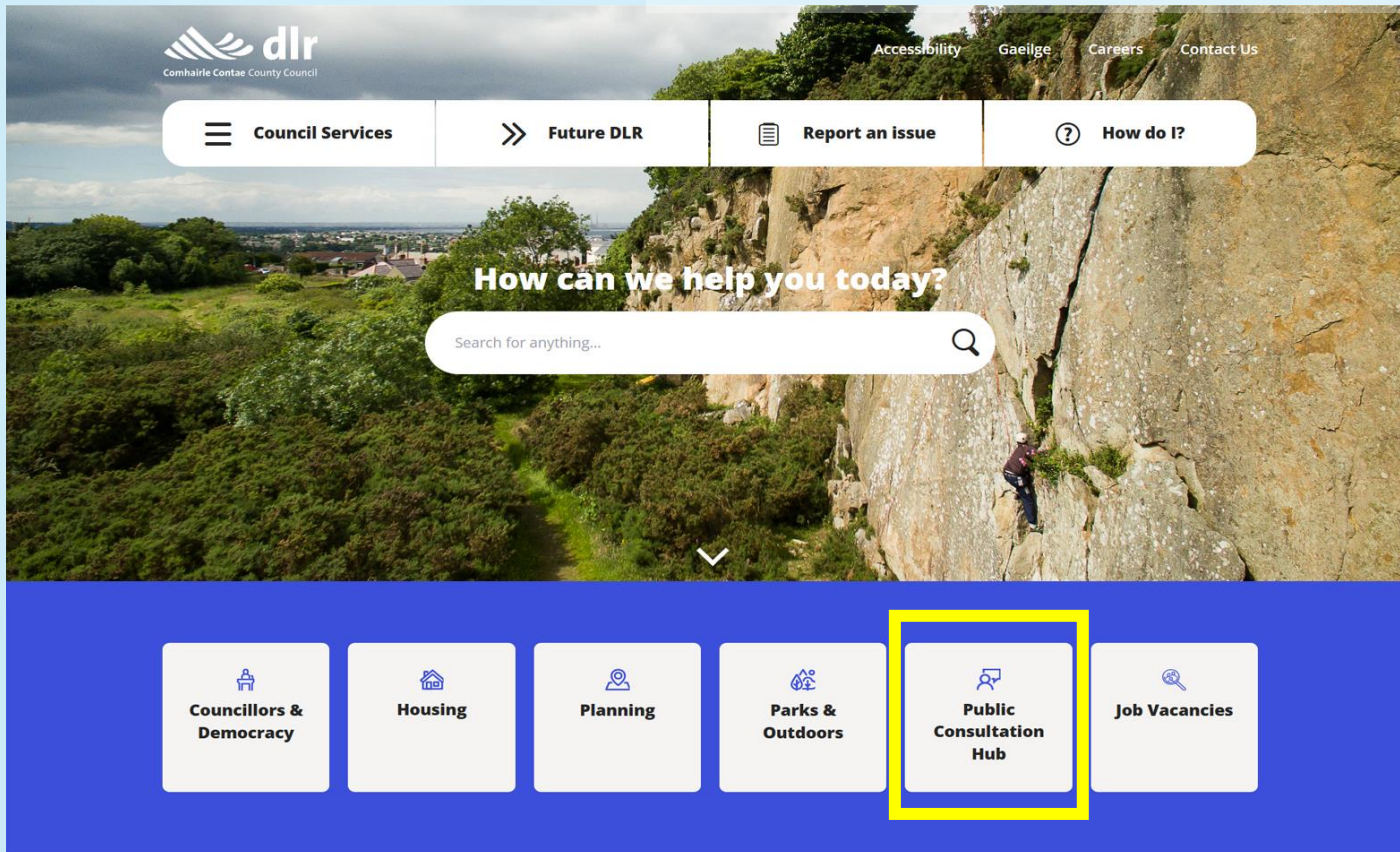 dlr
Comhairle Contae County Council
Accessibility Gaeilge Careers Contact Us
Council Services Future DLR Report an issue How do I?
How can we help you today?
Search for anything...
Councillors &
Democracy
Housing
Planning
Parks &
Outdoors
Public
Consultation
Hub
Job Vacancies